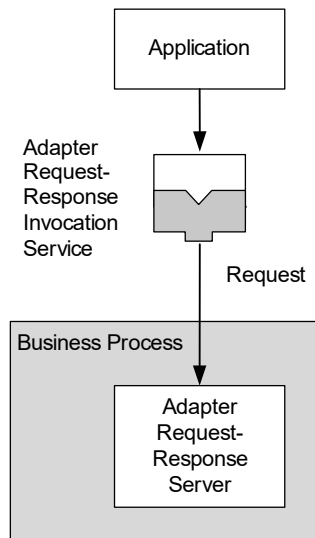 Application
Adapter
Request-
Response
Invocation
Service
Request
Business Process
Adapter
Request-
Response
Server